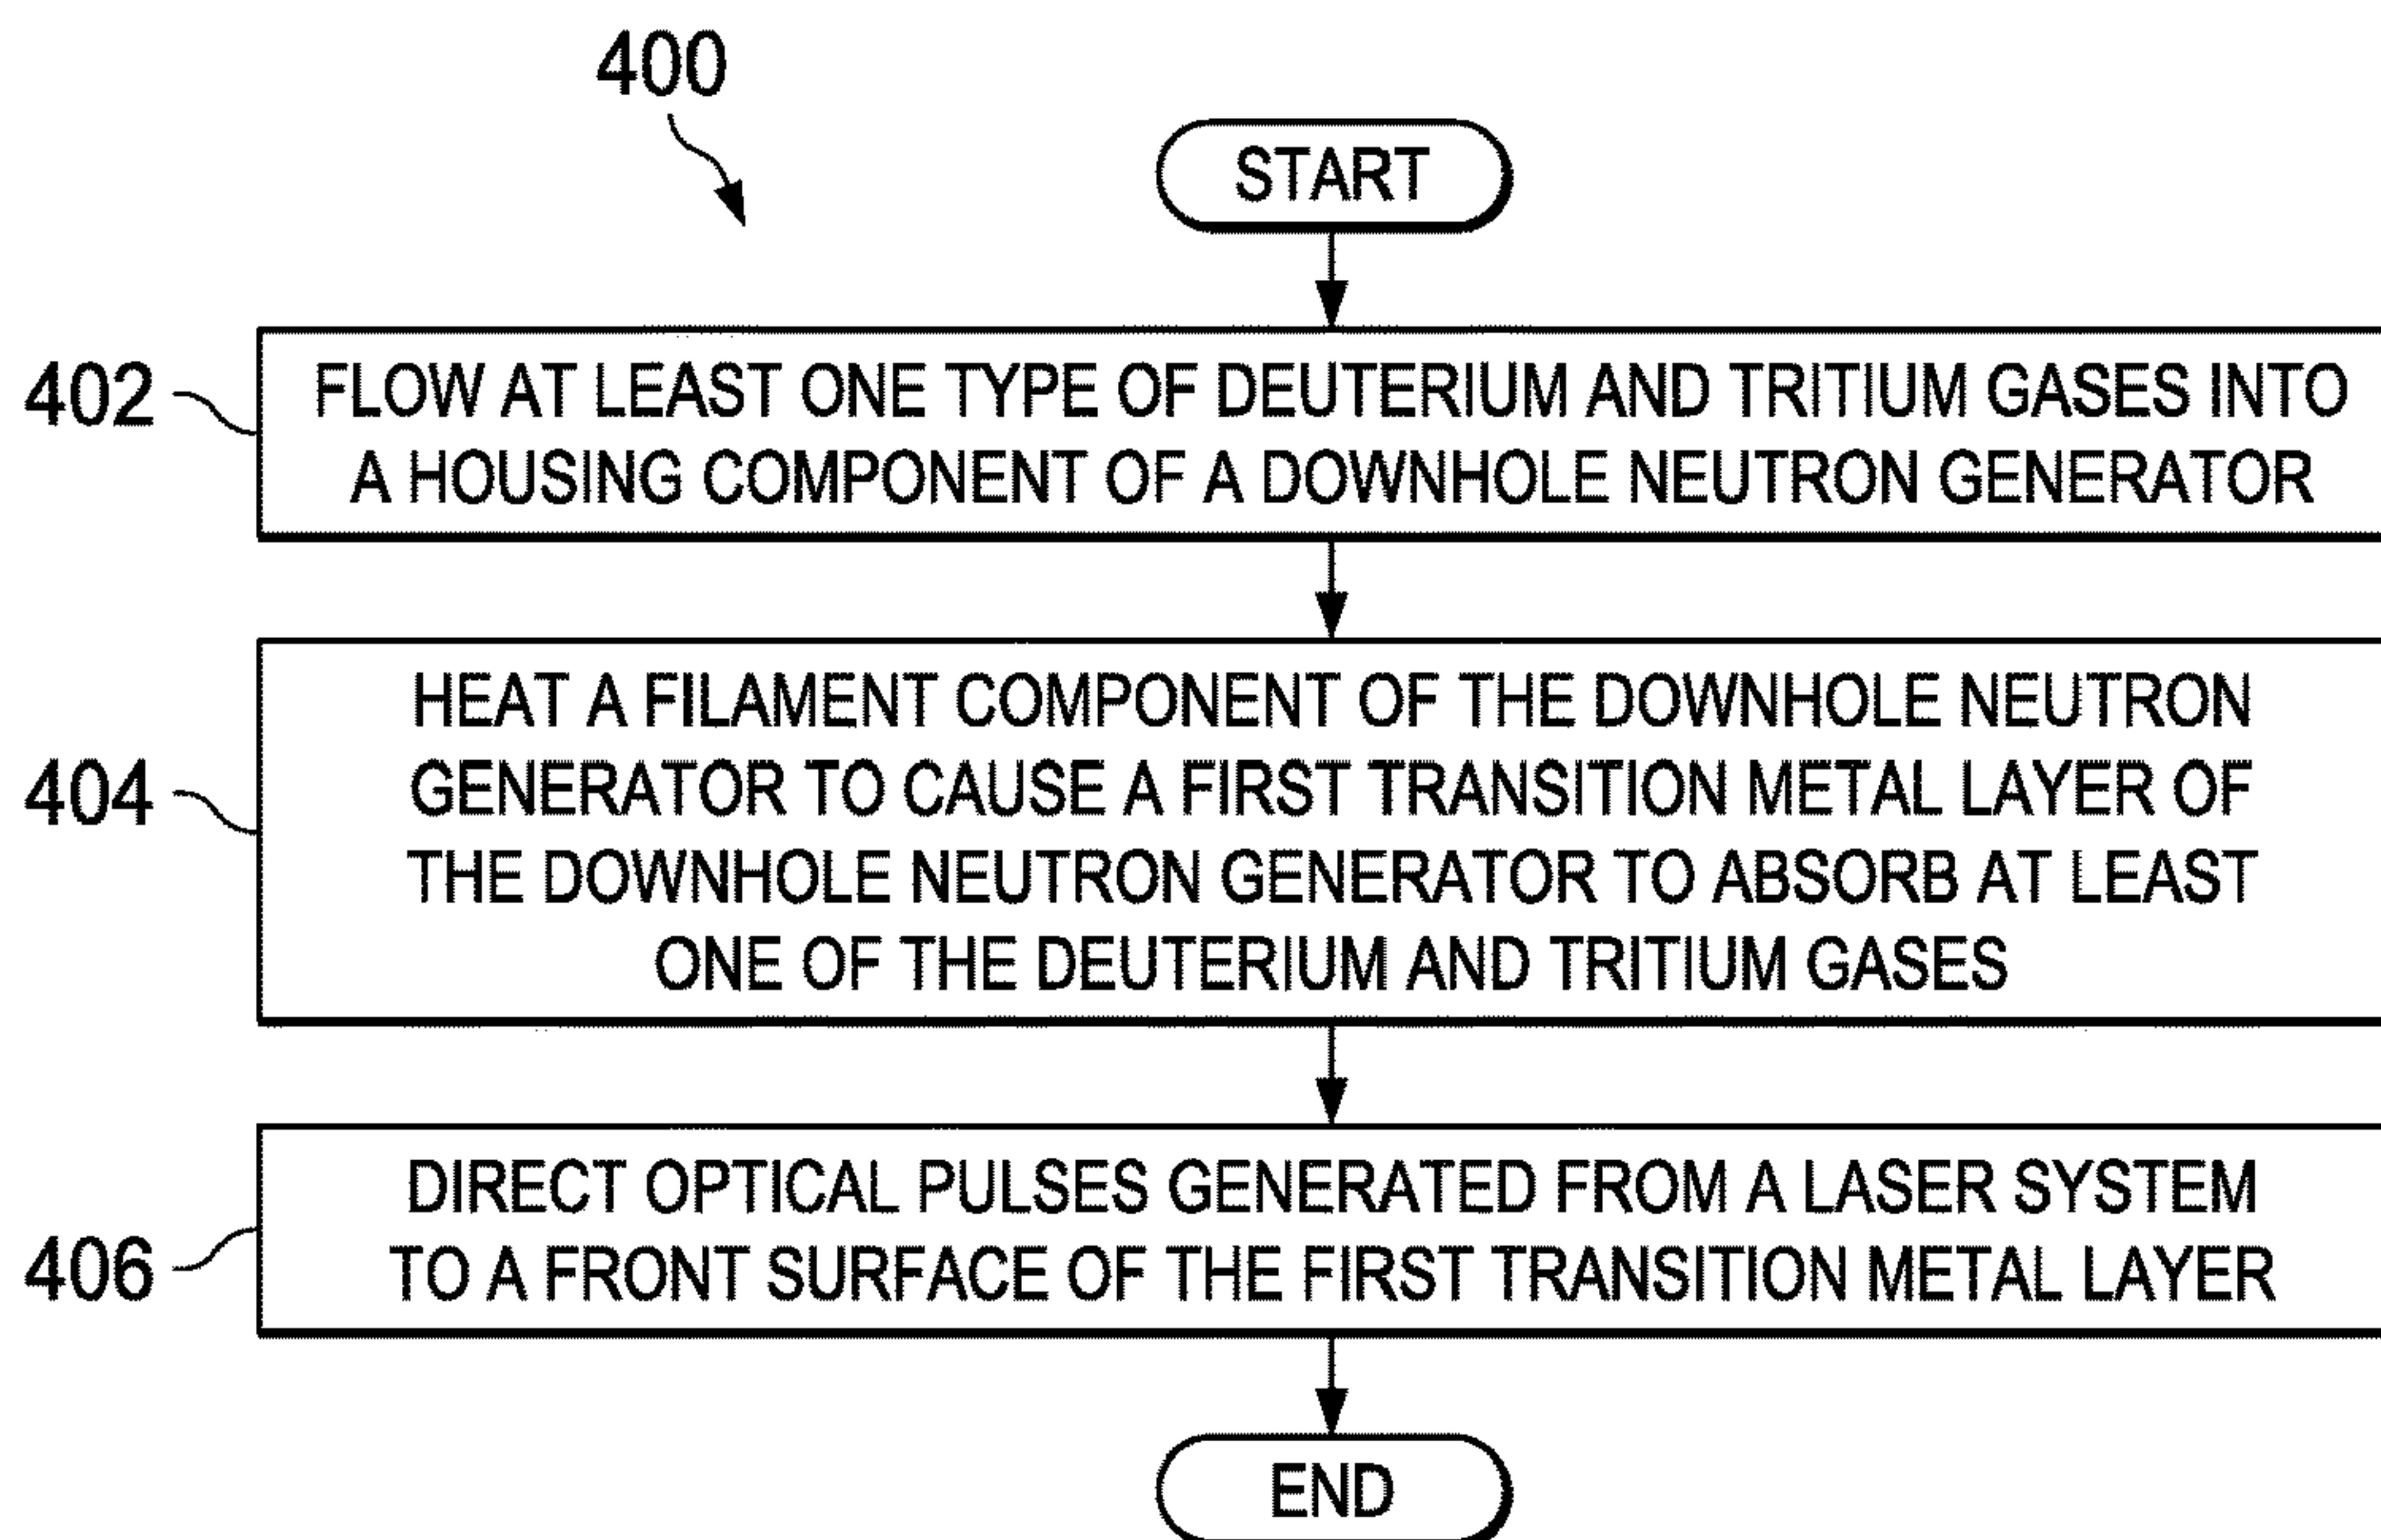 400
START
402
FLOW AT LEAST ONE TYPE OF DEUTERIUM AND TRITIUM GASES INTO
A HOUSING COMPONENT OF A DOWNHOLE NEUTRON GENERATOR
404
HEAT A FILAMENT COMPONENT OF THE DOWNHOLE NEUTRON
GENERATOR TO CAUSE A FIRST TRANSITION METAL LAYER OF
THE DOWNHOLE NEUTRON GENERATOR TO ABSORB AT LEAST
ONE OF THE DEUTERIUM AND TRITIUM GASES
406
DIRECT OPTICAL PULSES GENERATED FROM A LASER SYSTEM
TO A FRONT SURFACE OF THE FIRST TRANSITION METAL LAYER
END